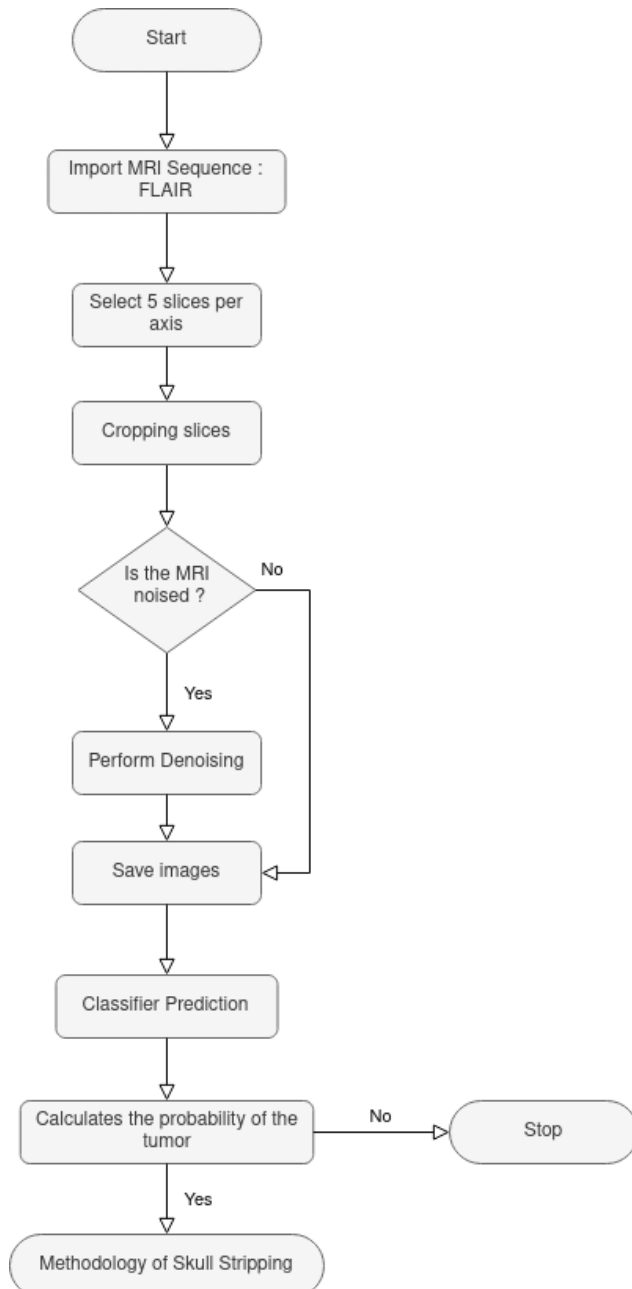 Start
Import MRI Sequence :
FLAIR
Select 5 slices per
axis
Cropping slices
Is the MRI
noised ?
No
Yes
Perform Denoising
Save images
Classifier Prediction
Calculates the probability of the
tumor
No
Stop
Yes
Methodology of Skull Stripping